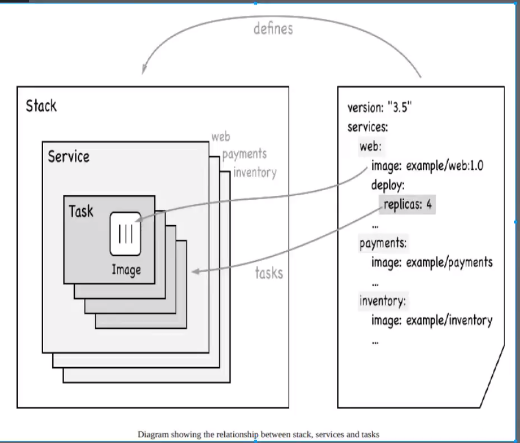 defines
Stack
Service
web
payments
inventory
Task
Image
tasks
version: "3.5"
services:
web:
image: example/web:1.0
deploy:
replicas: 4
...
payments:
image: example/payments
...
inventory:
image: example/inventory
...
Diagram showing the relationship between stack, services and tasks